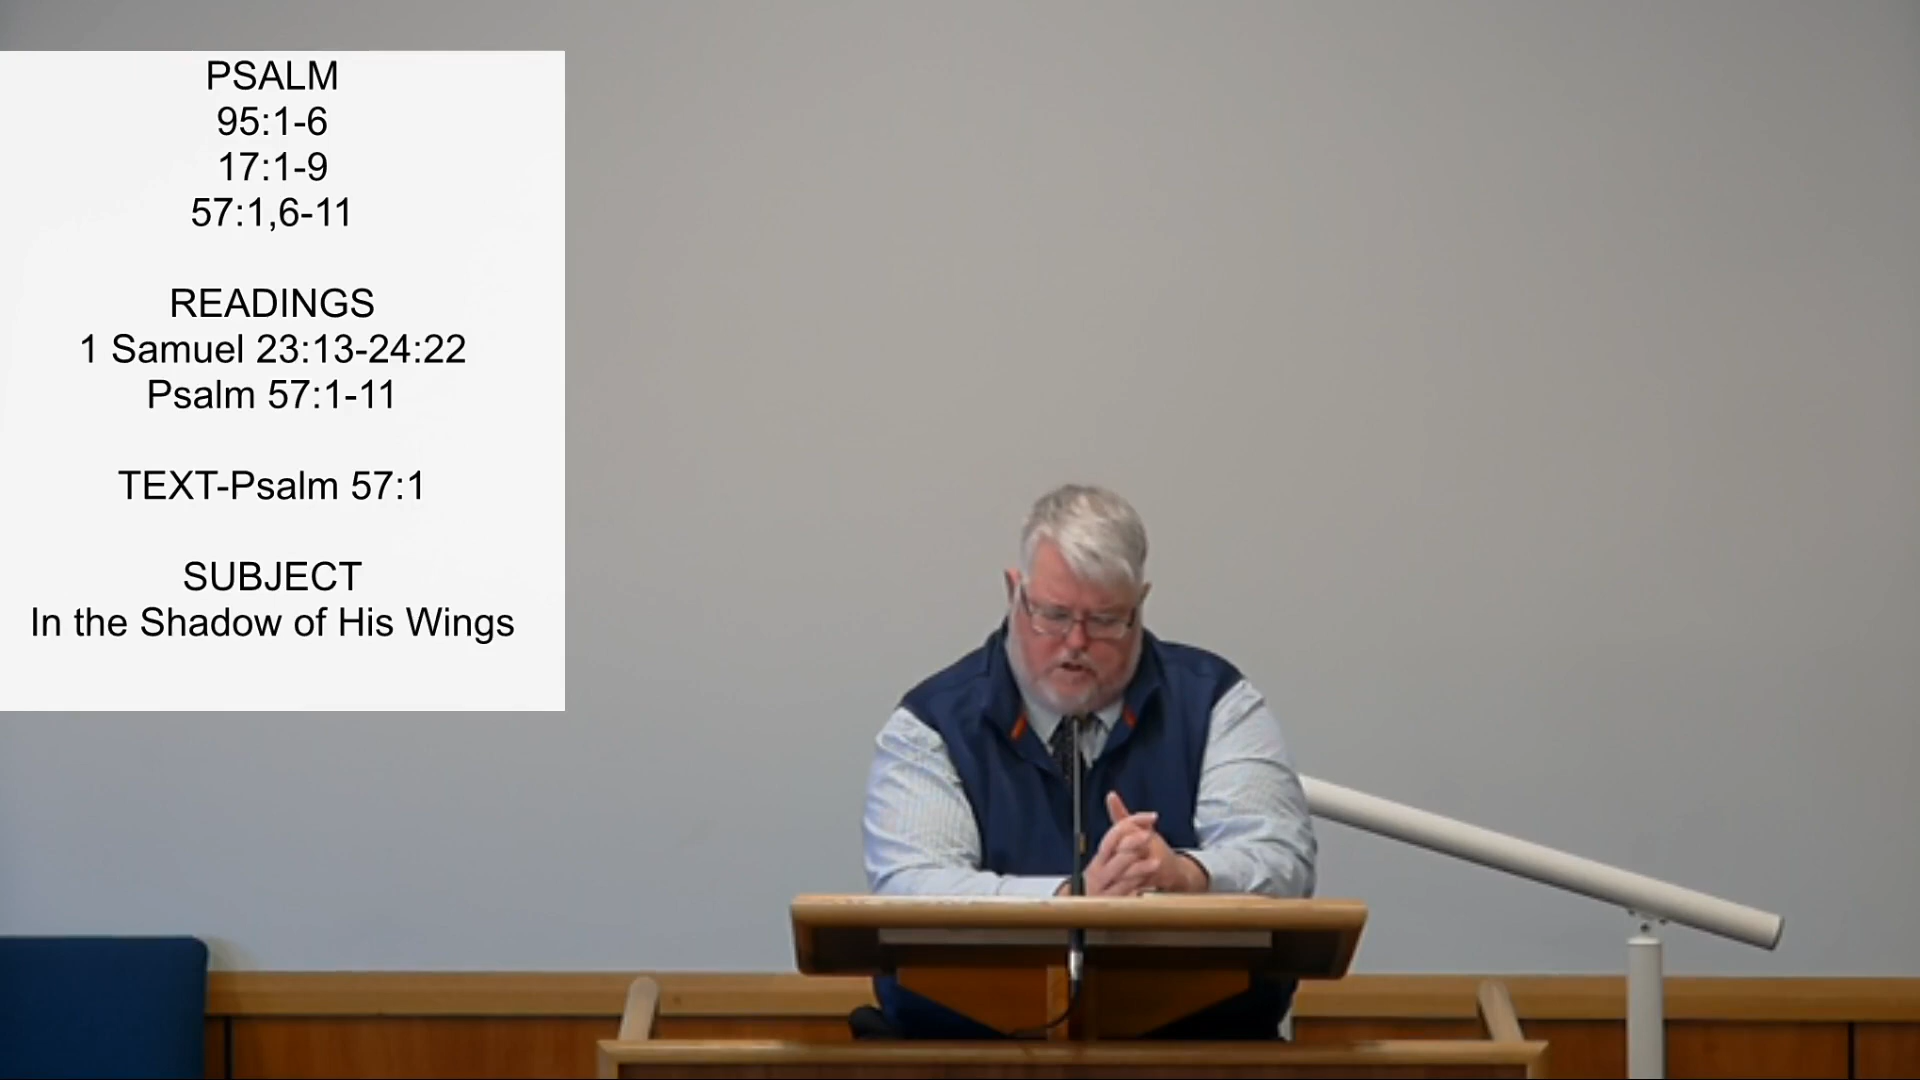 PSALM
95:1-6
17:1-9
57:1,6-11
READINGS
1 Samuel 23:13-24:22
Psalm 57:1-11
TEXT-Psalm 57:1
SUBJECT
In the Shadow of His Wings